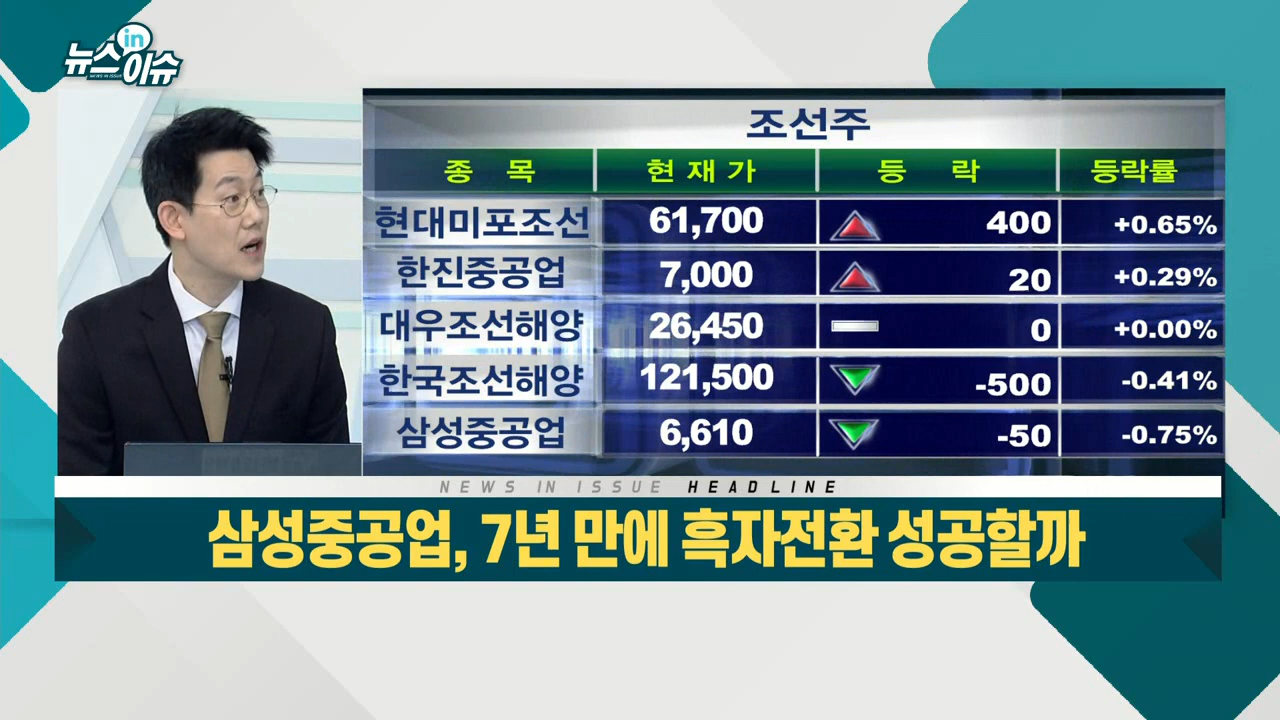 뉴스in이슈
NEWS IN ISSUE
조선주
종 목 현재가 등 락 등락률
현대미포조선 61,700 400 +0.65%
한진중공업 7,000 20 +0.29%
대우조선해양 26,450 0 +0.00%
한국조선해양 121,500 -500 -0.41%
삼성중공업 6,610 -50 -0.75%
NEWS IN ISSUE HEADLINE
삼성중공업, 7년 만에 흑자전환 성공할까